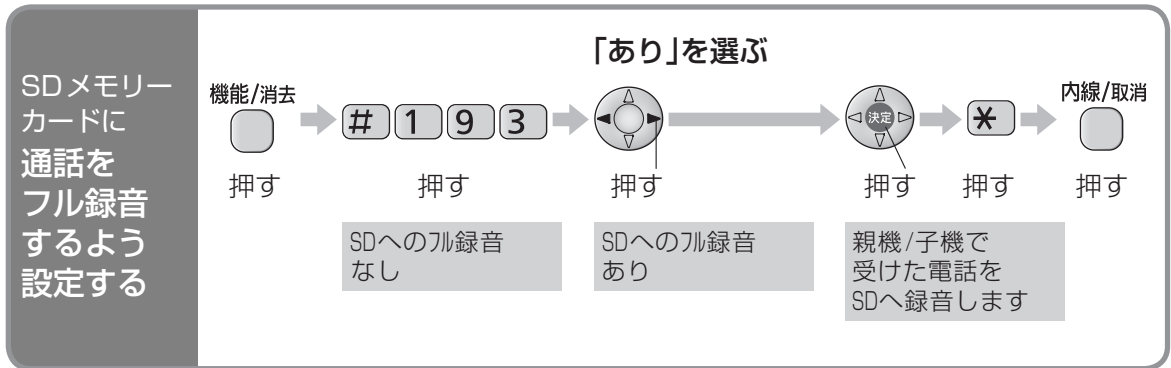 SDメモリー
カードに
通話を
フル録音
するよう
設定する
「あり」を選ぶ
機能/消去
# 1 9 3
決定
＊
内線/取消
押す
押す
押す
押す
押す
押す
SDへのフル録音
なし
SDへのフル録音
あり
親機/子機で
受けた電話を
SDへ録音します